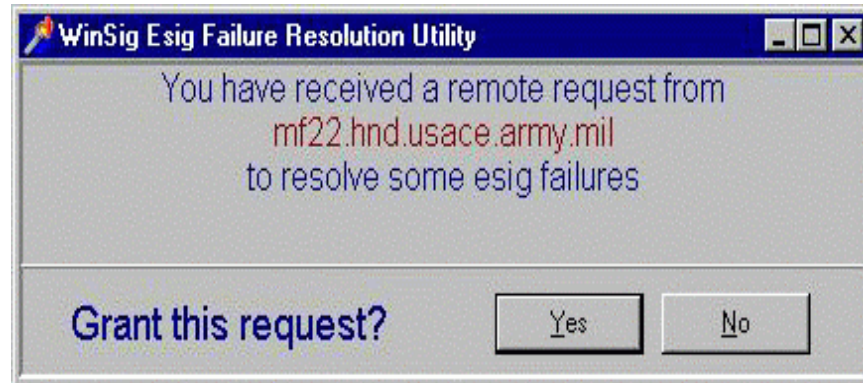 WinSig Esig Failure Resolution Utility
You have received a remote request from
mf22.hnd.usace.army.mil
to resolve some esig failures
Grant this request?
Yes
No